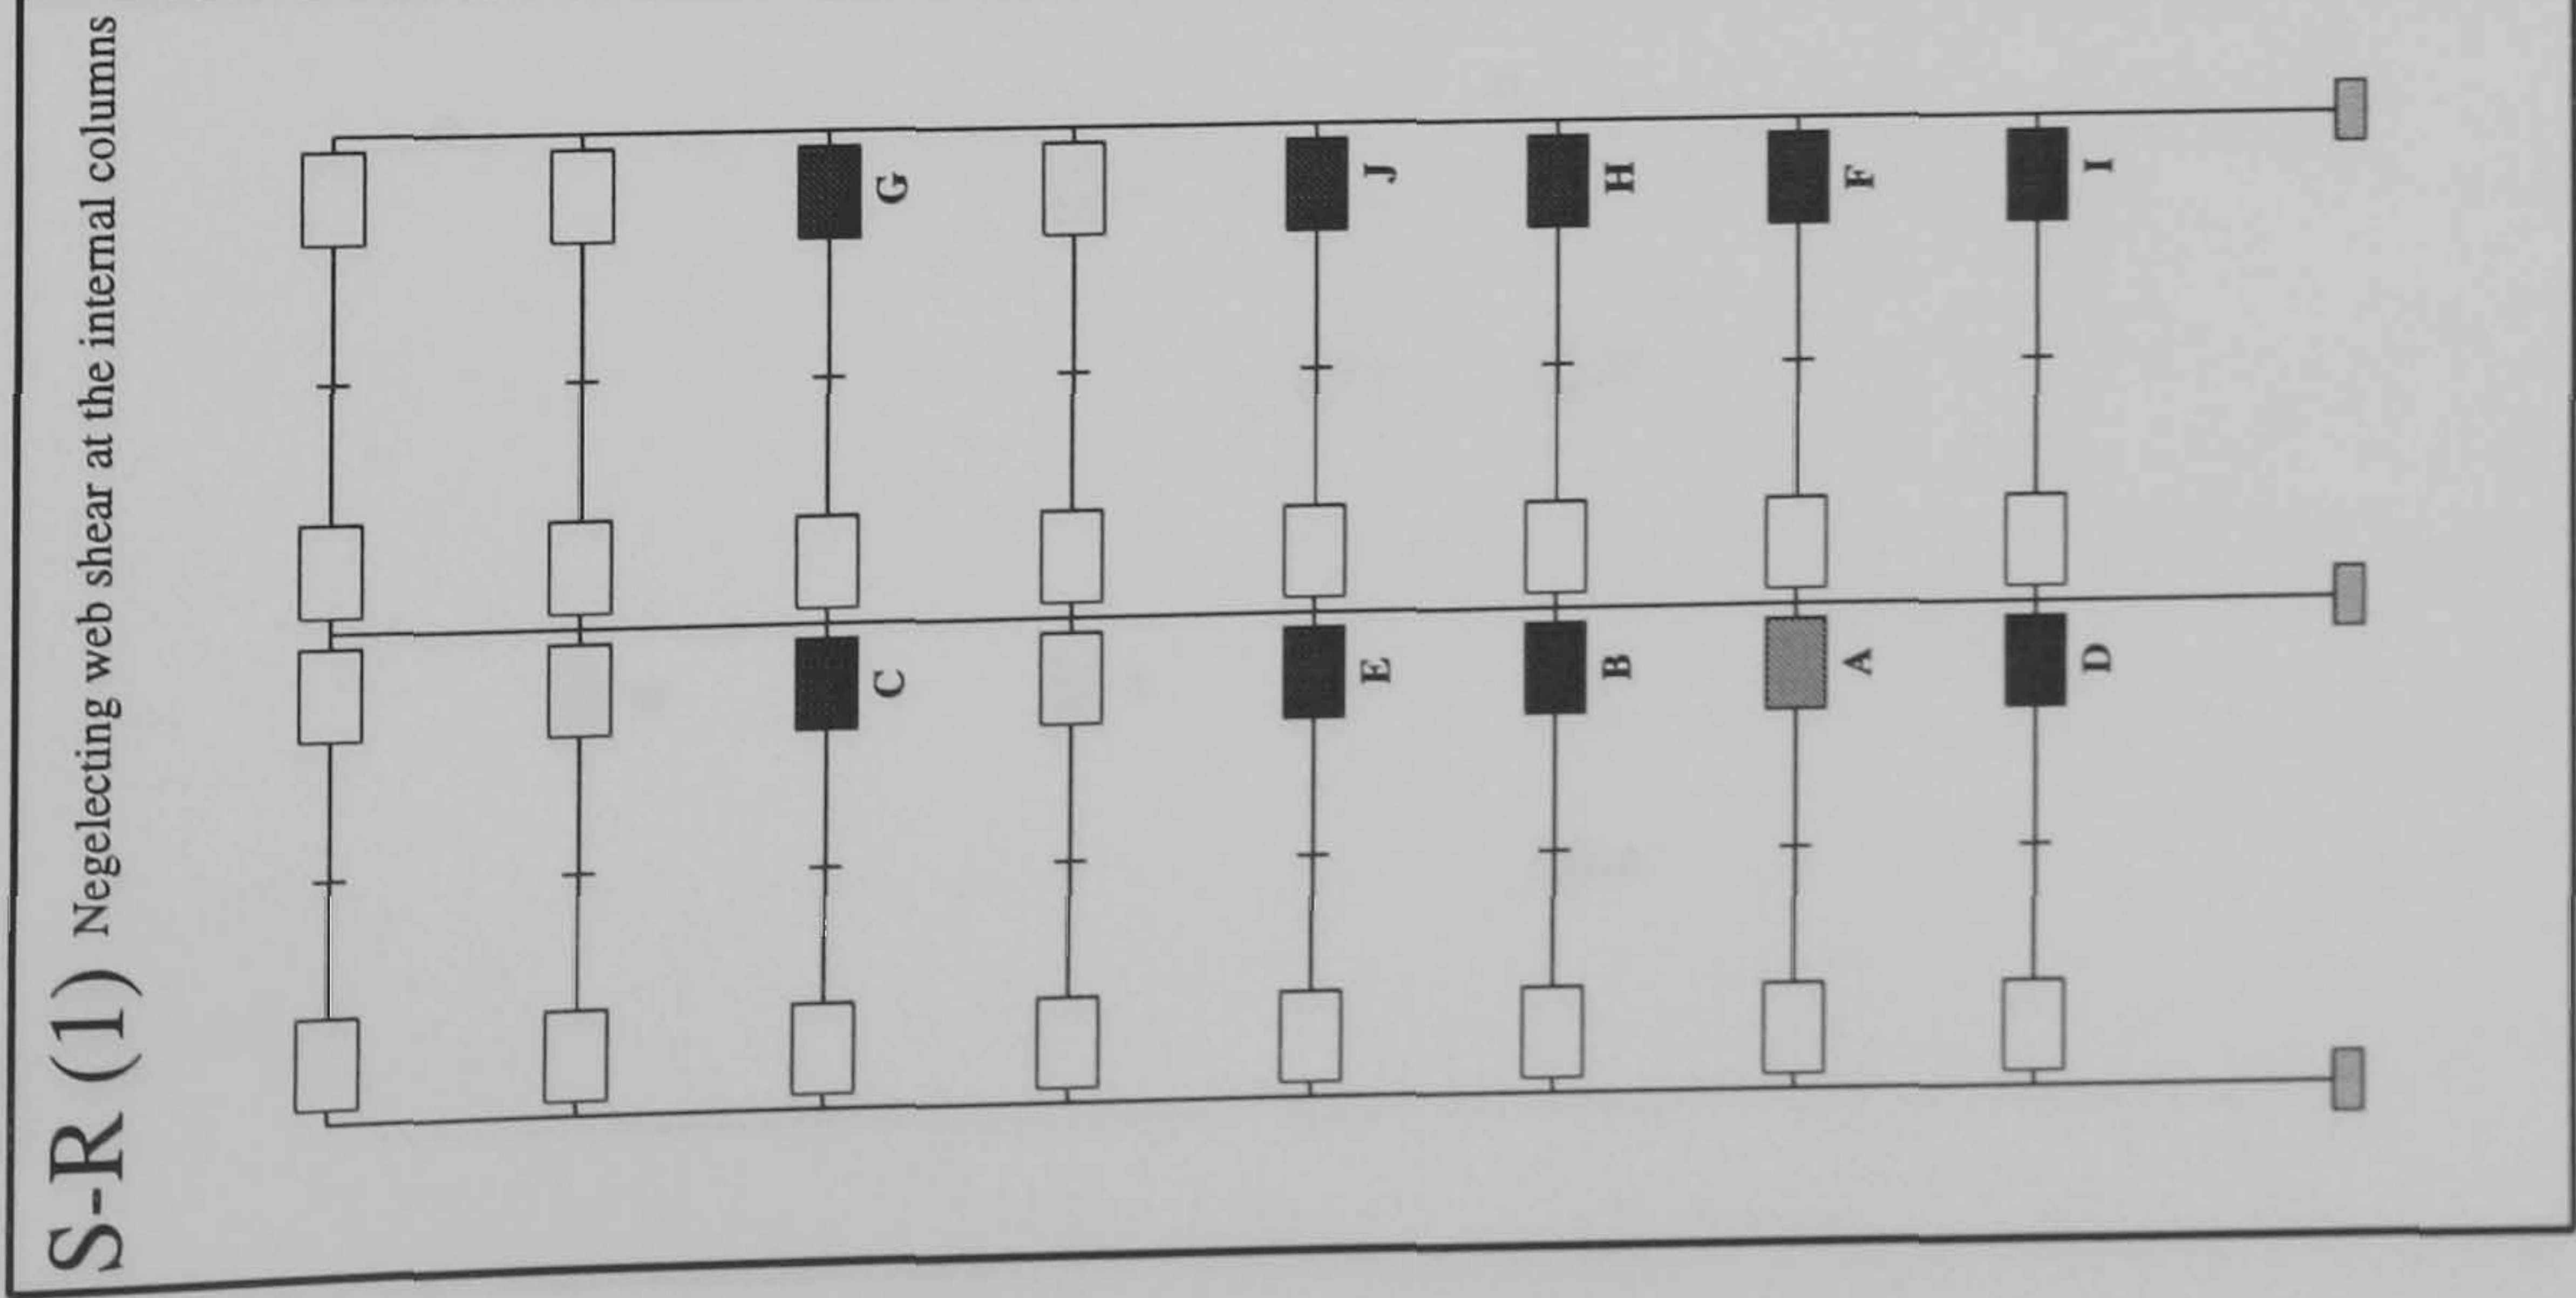 S-R (1) Negelecting web shear at the internal columns
C G
E J
B H
A F
D I